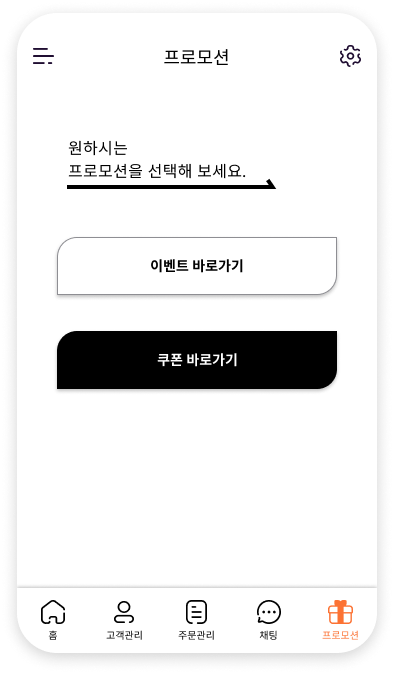 프로모션
원하시는
프로모션을 선택해 보세요.
이벤트 바로가기
쿠폰 바로가기
홈
고객관리
주문관리
채팅
프로모션